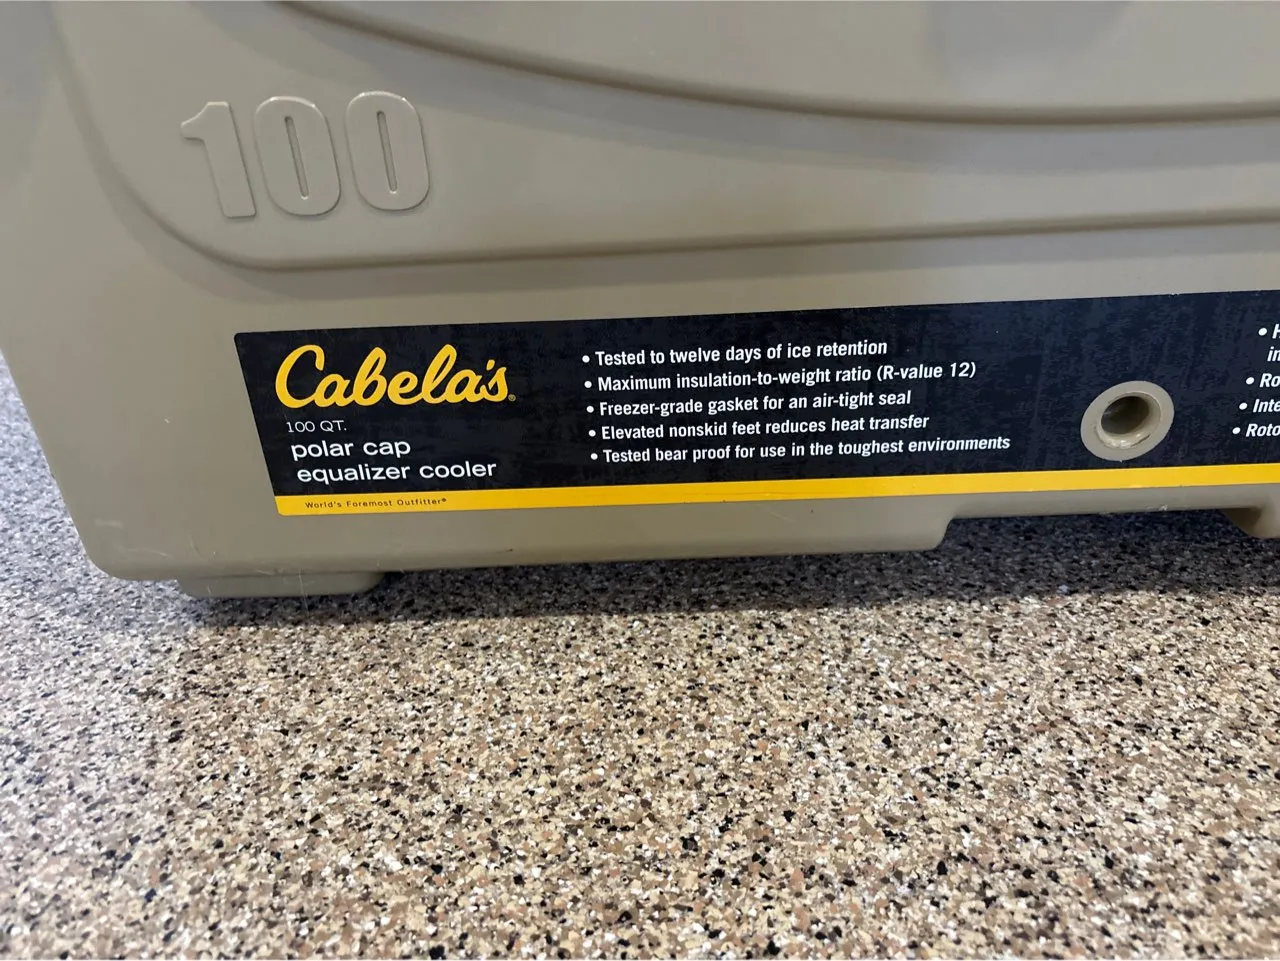 100
Cabela's®
100 QT.
polar cap
equalizer cooler
World's Foremost Outfitter®
• Tested to twelve days of ice retention
• Maximum insulation-to-weight ratio (R-value 12)
• Freezer-grade gasket for an air-tight seal
• Elevated nonskid feet reduces heat transfer
• Tested bear proof for use in the toughest environments